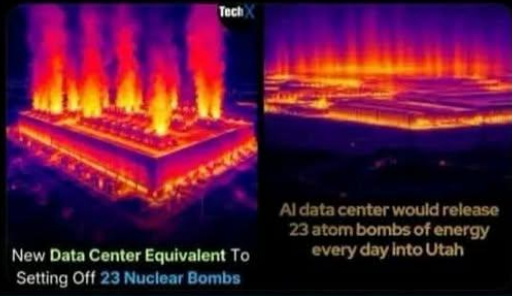 TechX
New Data Center Equivalent To
Setting Off 23 Nuclear Bombs
AI data center would release
23 atom bombs of energy
every day into Utah